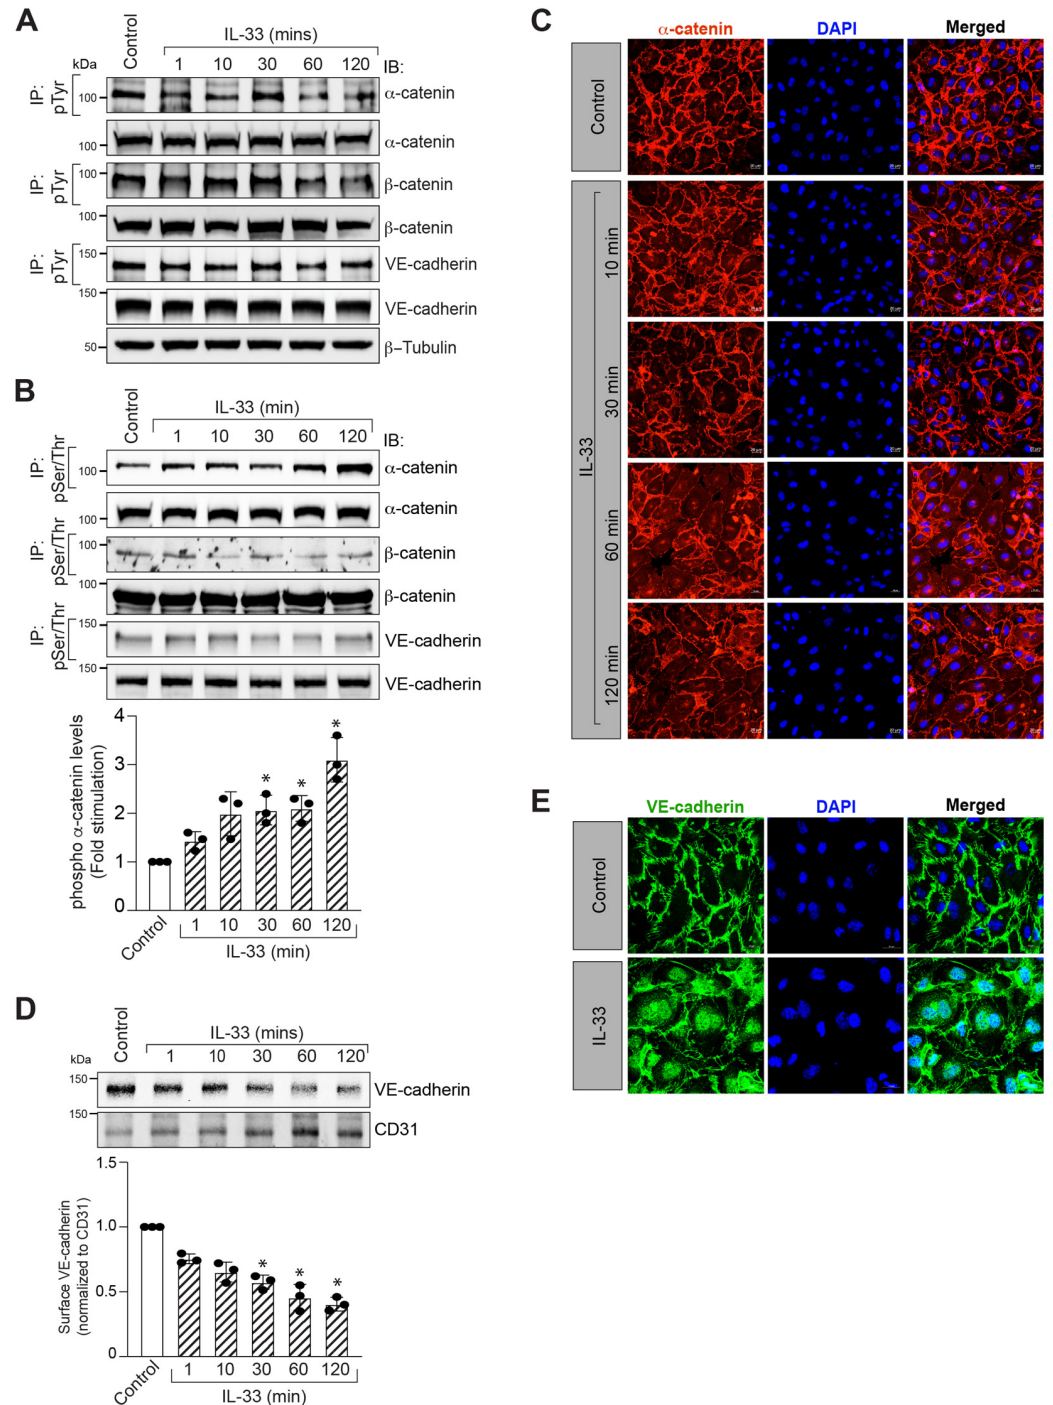 A
Control
IL-33 (mins)
kDa
1 10 30 60 120 IB:
IP: pTyr
100
α-catenin
100
α-catenin
IP: pTyr
100
β-catenin
100
β-catenin
IP: pTyr
150
VE-cadherin
150
VE-cadherin
50
β–Tubulin
B
Control
IL-33 (min)
1 10 30 60 120 IB:
IP: pSer/Thr
100
α-catenin
100
α-catenin
IP: pSer/Thr
100
β-catenin
100
β-catenin
IP: pSer/Thr
150
VE-cadherin
150
VE-cadherin
phospho α-catenin levels
(Fold stimulation)
4
3
2
1
0
* * *
Control 1 10 30 60 120
IL-33 (min)
C
α-catenin DAPI Merged
Control
IL-33
10 min
30 min
60 min
120 min
D
Control
IL-33 (mins)
kDa
1 10 30 60 120
150
VE-cadherin
150
CD31
Surface VE-cadherin
(normalized to CD31)
1.5
1.0
0.5
0
* * *
Control 1 10 30 60 120
IL-33 (min)
E
VE-cadherin DAPI Merged
Control
IL-33